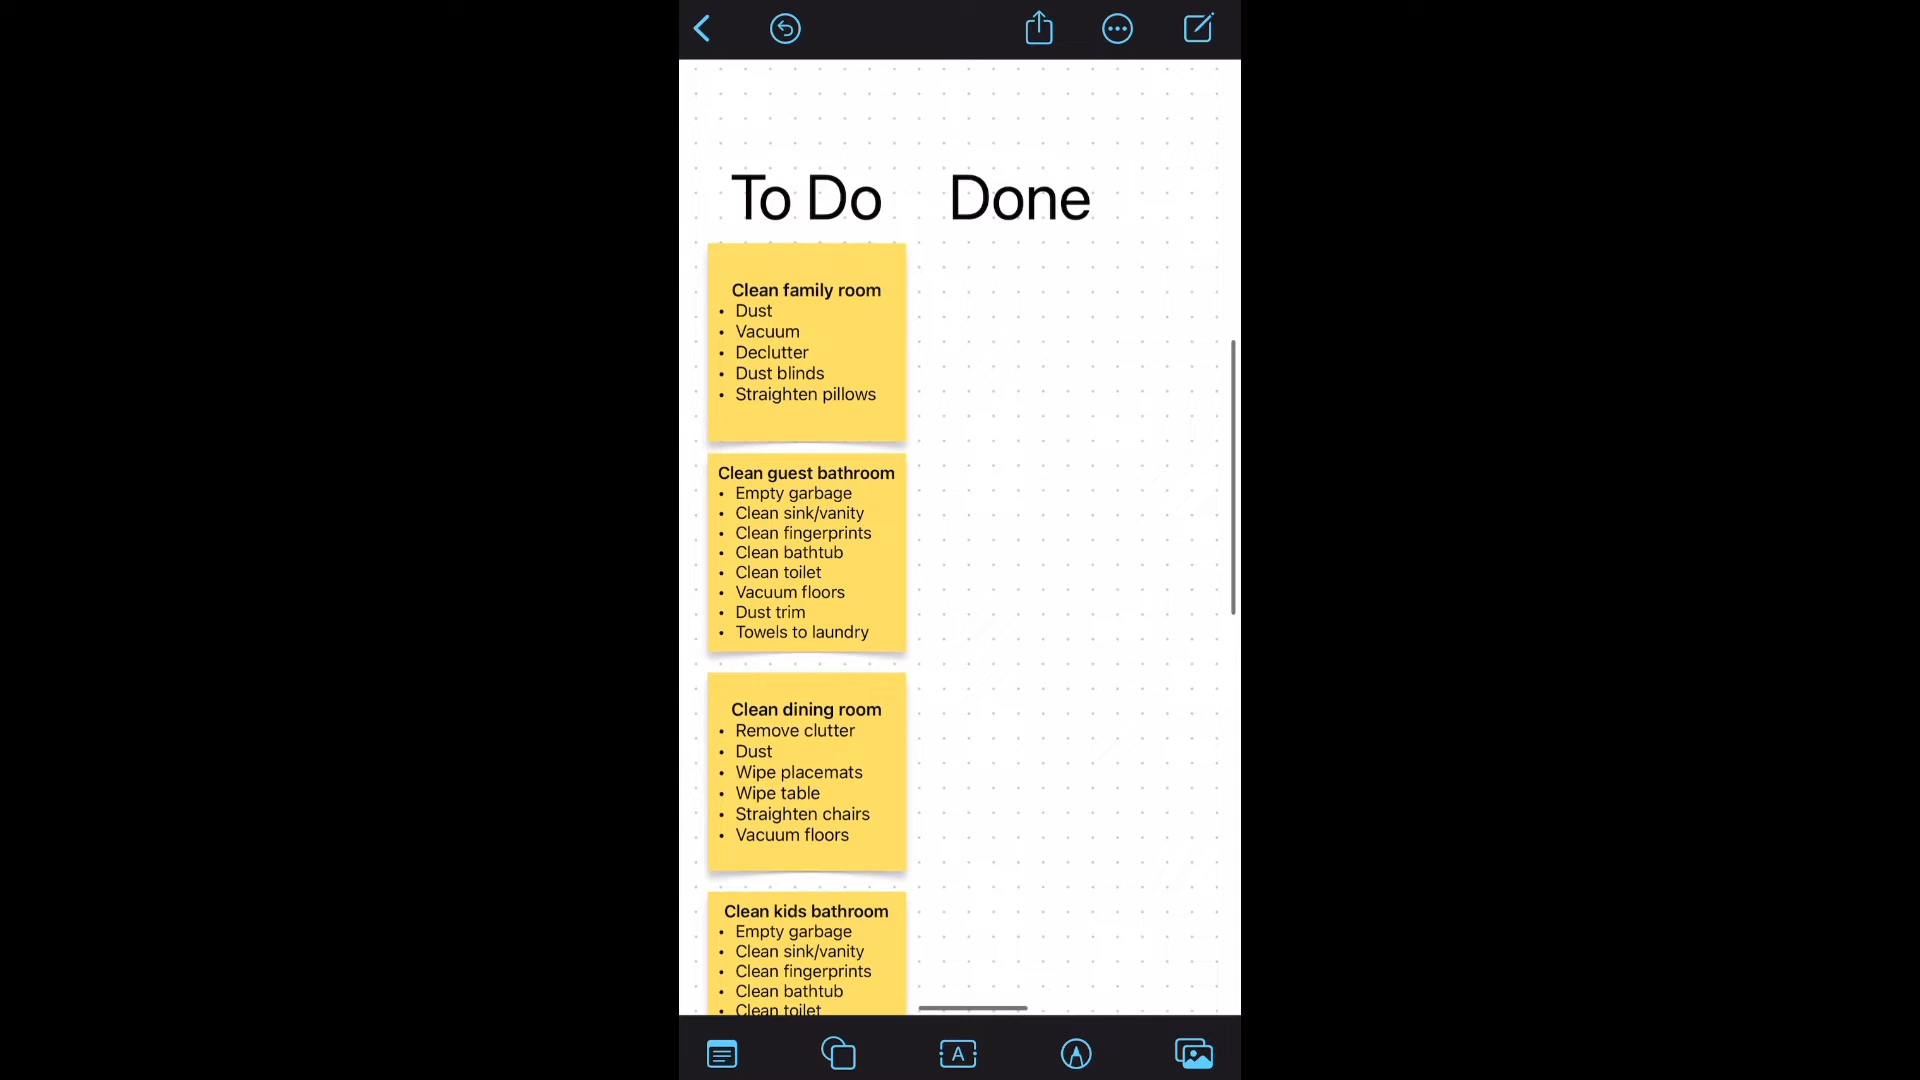 To Do Done
Clean family room
• Dust
• Vacuum
• Declutter
• Dust blinds
• Straighten pillows
Clean guest bathroom
• Empty garbage
• Clean sink/vanity
• Clean fingerprints
• Clean bathtub
• Clean toilet
• Vacuum floors
• Dust trim
• Towels to laundry
Clean dining room
• Remove clutter
• Dust
• Wipe placemats
• Wipe table
• Straighten chairs
• Vacuum floors
Clean kids bathroom
• Empty garbage
• Clean sink/vanity
• Clean fingerprints
• Clean bathtub
• Clean toilet
A